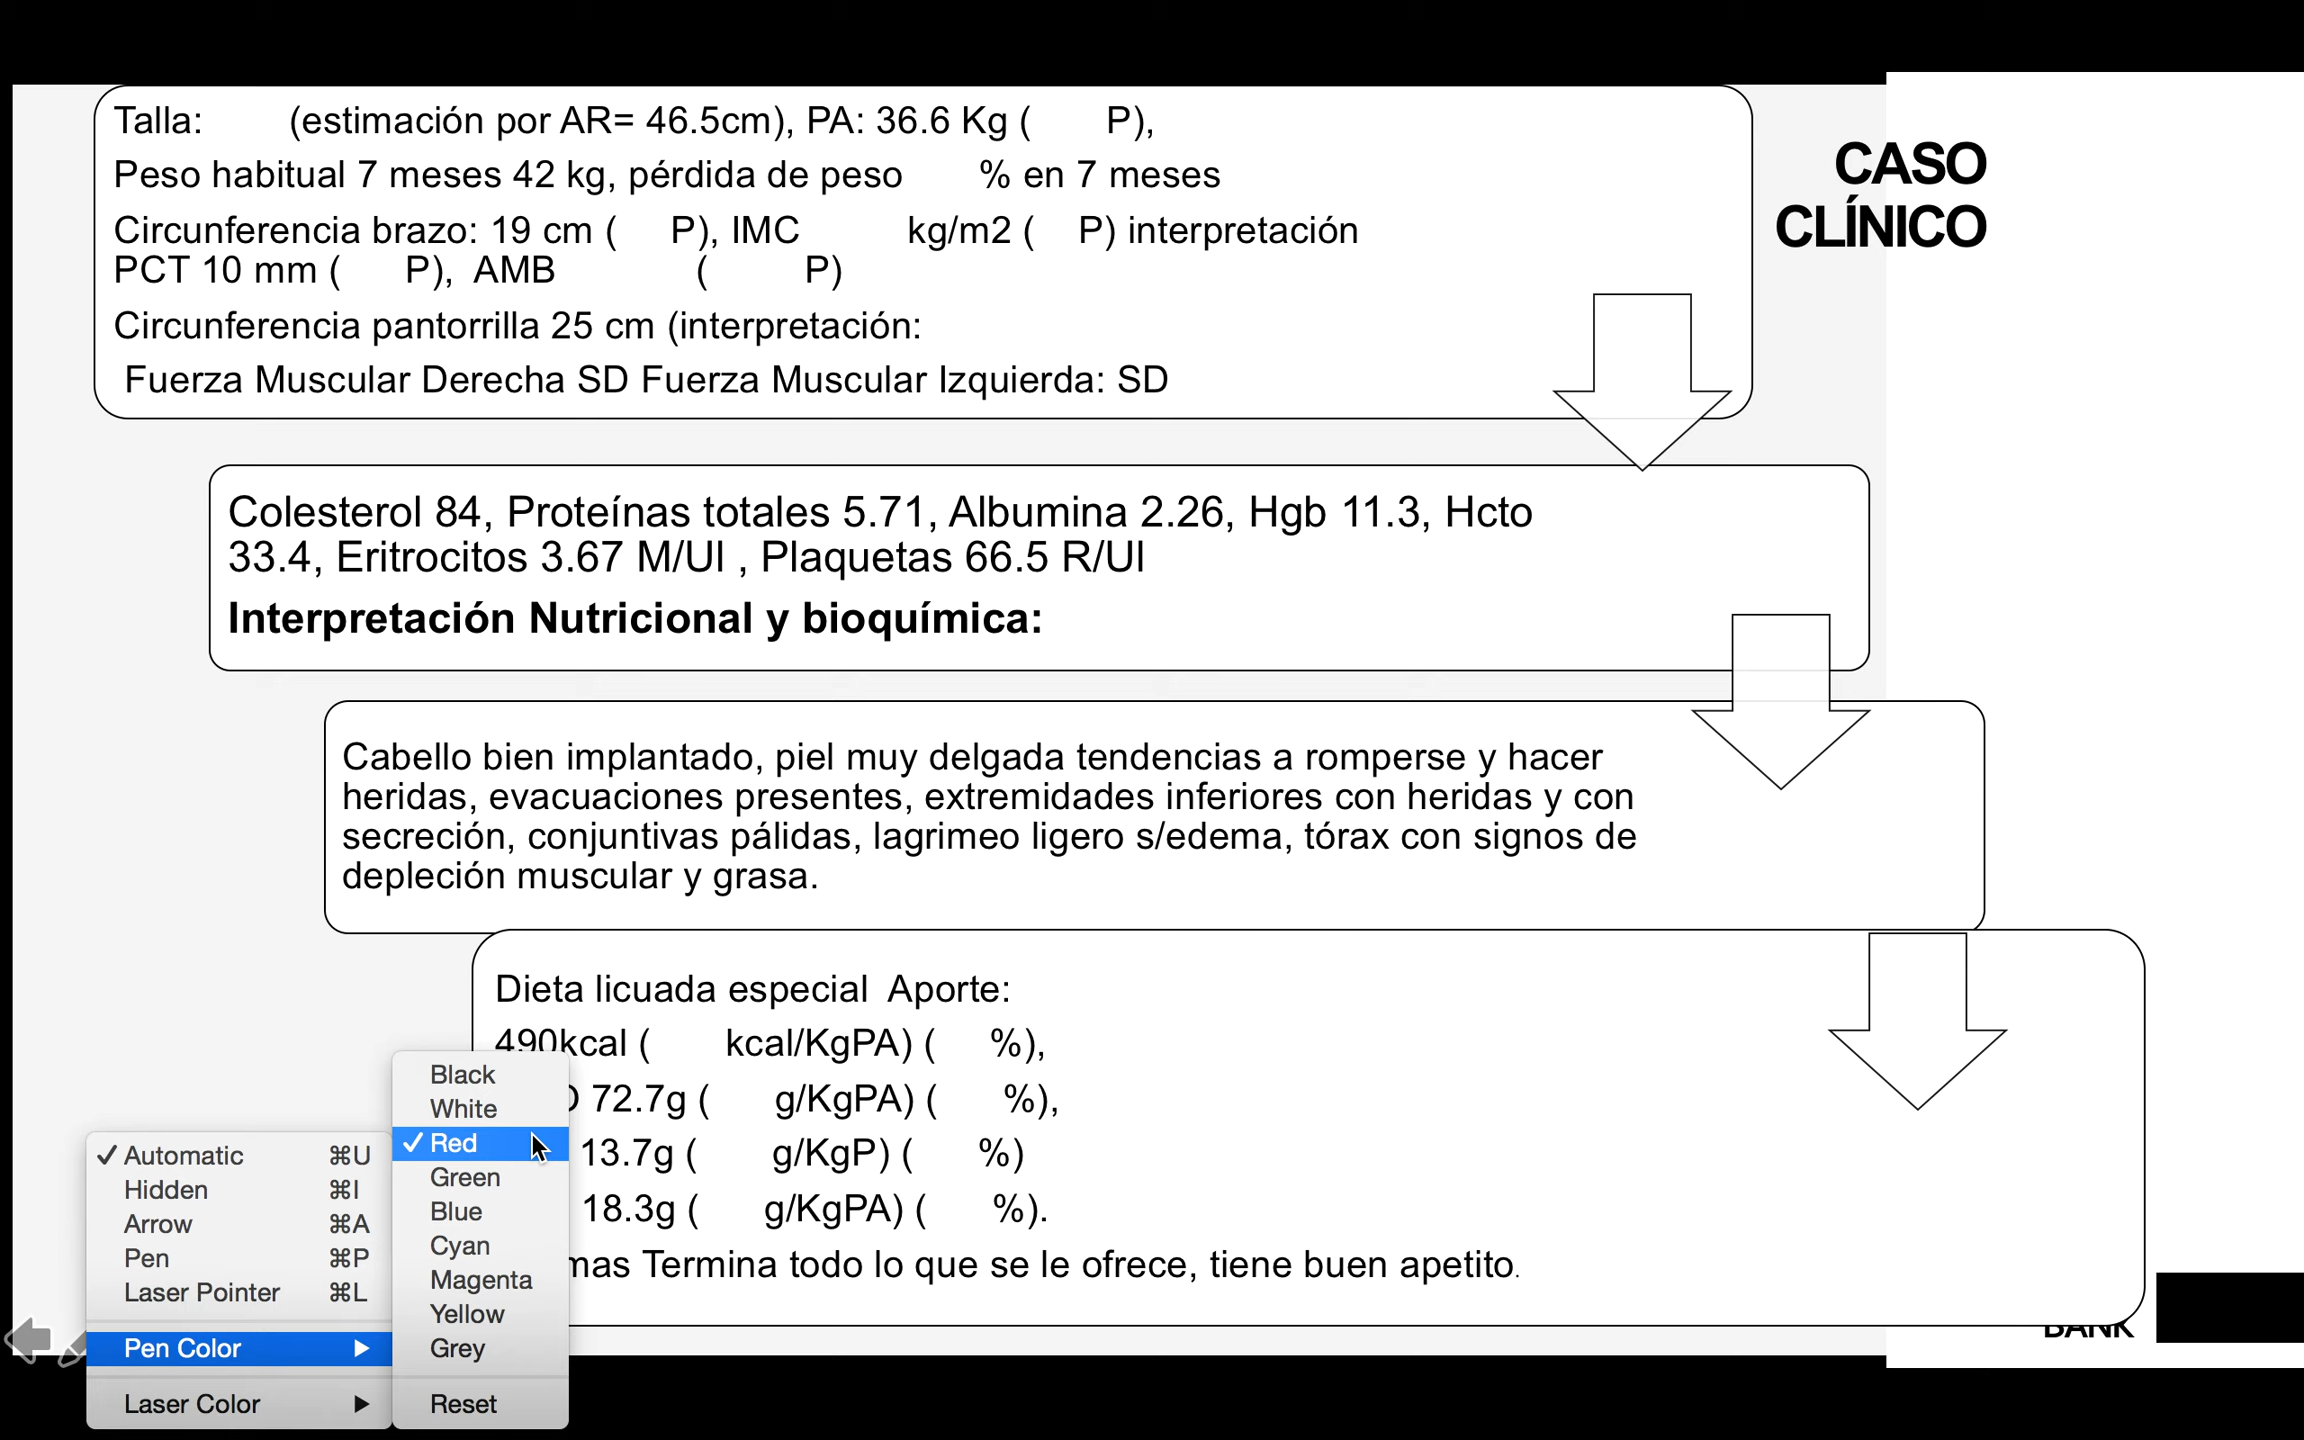 Talla: (estimación por AR= 46.5cm), PA: 36.6 Kg ( P),
Peso habitual 7 meses 42 kg, pérdida de peso % en 7 meses
Circunferencia brazo: 19 cm ( P), IMC kg/m2 ( P) interpretación
PCT 10 mm ( P), AMB ( P)
Circunferencia pantorrilla 25 cm (interpretación:
Fuerza Muscular Derecha SD Fuerza Muscular Izquierda: SD
CASO
CLÍNICO
Colesterol 84, Proteínas totales 5.71, Albumina 2.26, Hgb 11.3, Hcto
33.4, Eritrocitos 3.67 M/Ul , Plaquetas 66.5 R/Ul
Interpretación Nutricional y bioquímica:
Cabello bien implantado, piel muy delgada tendencias a romperse y hacer
heridas, evacuaciones presentes, extremidades inferiores con heridas y con
secreción, conjuntivas pálidas, lagrimeo ligero s/edema, tórax con signos de
depleción muscular y grasa.
Dieta licuada especial Aporte:
490kcal ( kcal/KgPA) ( %),
72.7g ( g/KgPA) ( %),
13.7g ( g/KgP) ( %)
18.3g ( g/KgPA) ( %).
mas Termina todo lo que se le ofrece, tiene buen apetito.
BANK
Automatic ⌘U
Hidden ⌘I
Arrow ⌘A
Pen ⌘P
Laser Pointer ⌘L
Pen Color
Laser Color
Black
White
Red
Green
Blue
Cyan
Magenta
Yellow
Grey
Reset